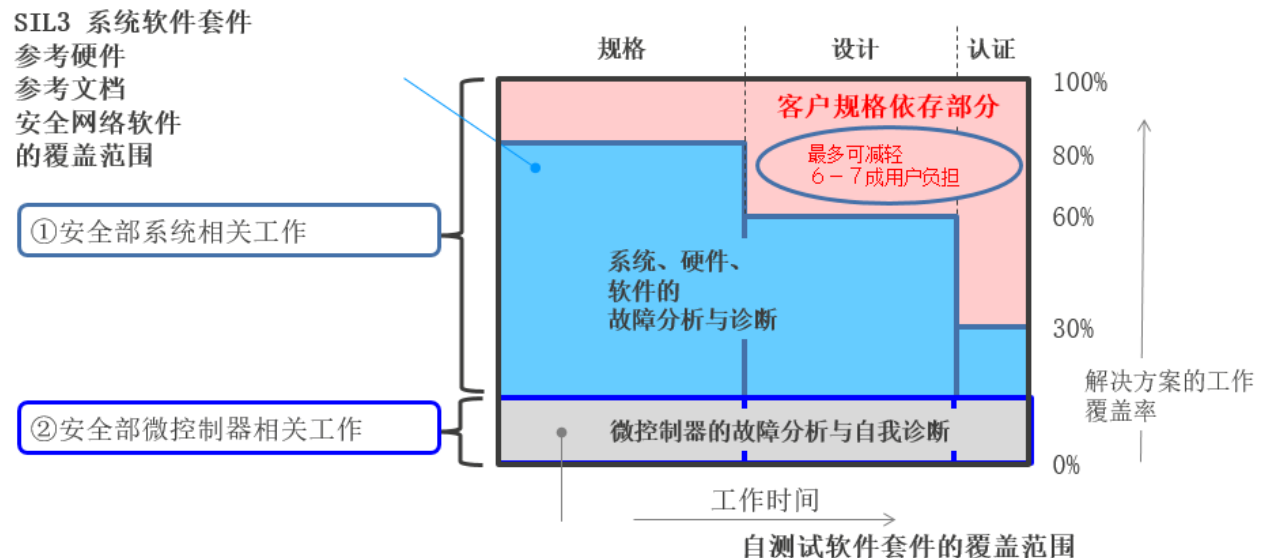 SIL3 系统软件套件
参考硬件
参考文档
安全网络软件
的覆盖范围
规格
设计
认证
100%
客户规格依存部分
最多可减轻
６－７成用户负担
80%
60%
①安全部系统相关工作
系统、硬件、
软件的
故障分析与诊断
30%
解决方案的工作
覆盖率
②安全部微控制器相关工作
微控制器的故障分析与自我诊断
0%
工作时间
自测试软件套件的覆盖范围